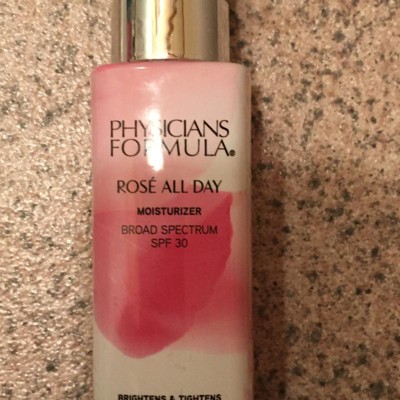 PHYSICIANS
FORMULA®
ROSÉ ALL DAY
MOISTURIZER
BROAD SPECTRUM
SPF 30
BRIGHTENS & TIGHTENS